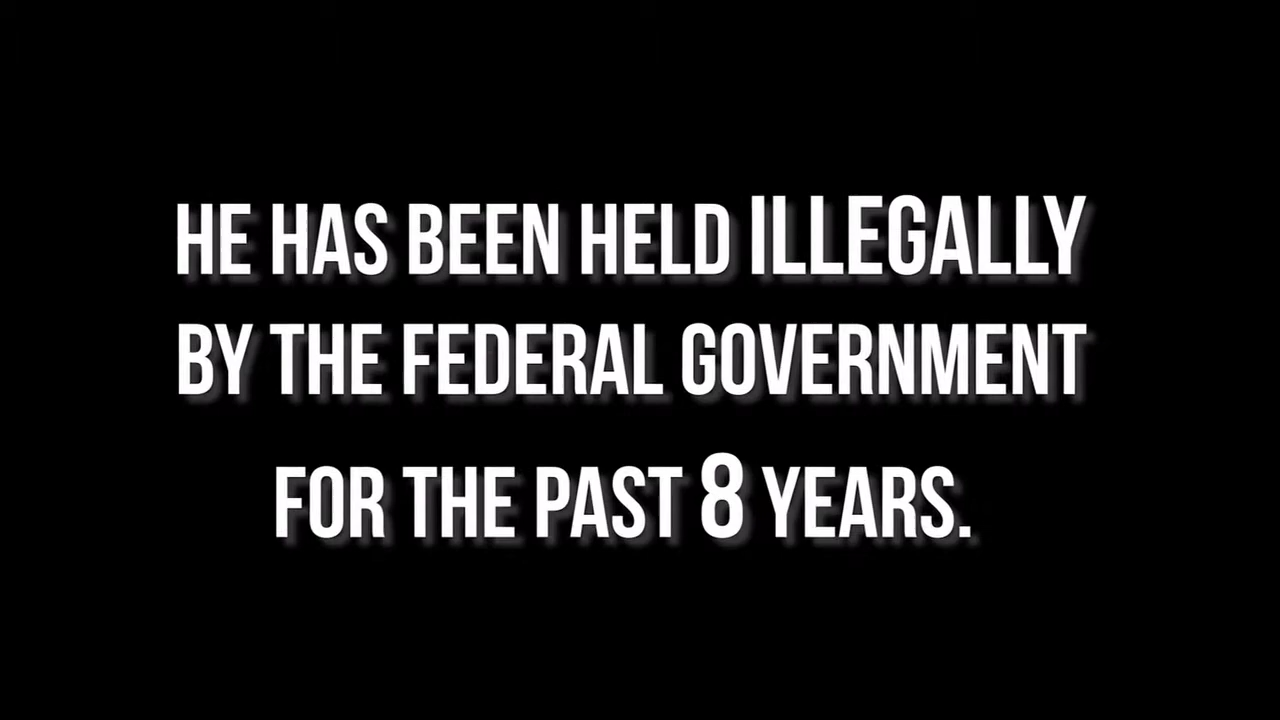 HE HAS BEEN HELD ILLEGALLY
BY THE FEDERAL GOVERNMENT
FOR THE PAST 8 YEARS.